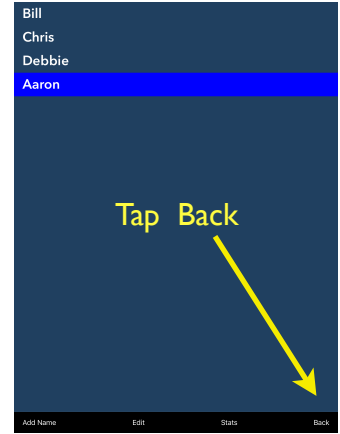 Bill
Chris
Debbie
Aaron
Tap Back
Add Name Edit Stats Back